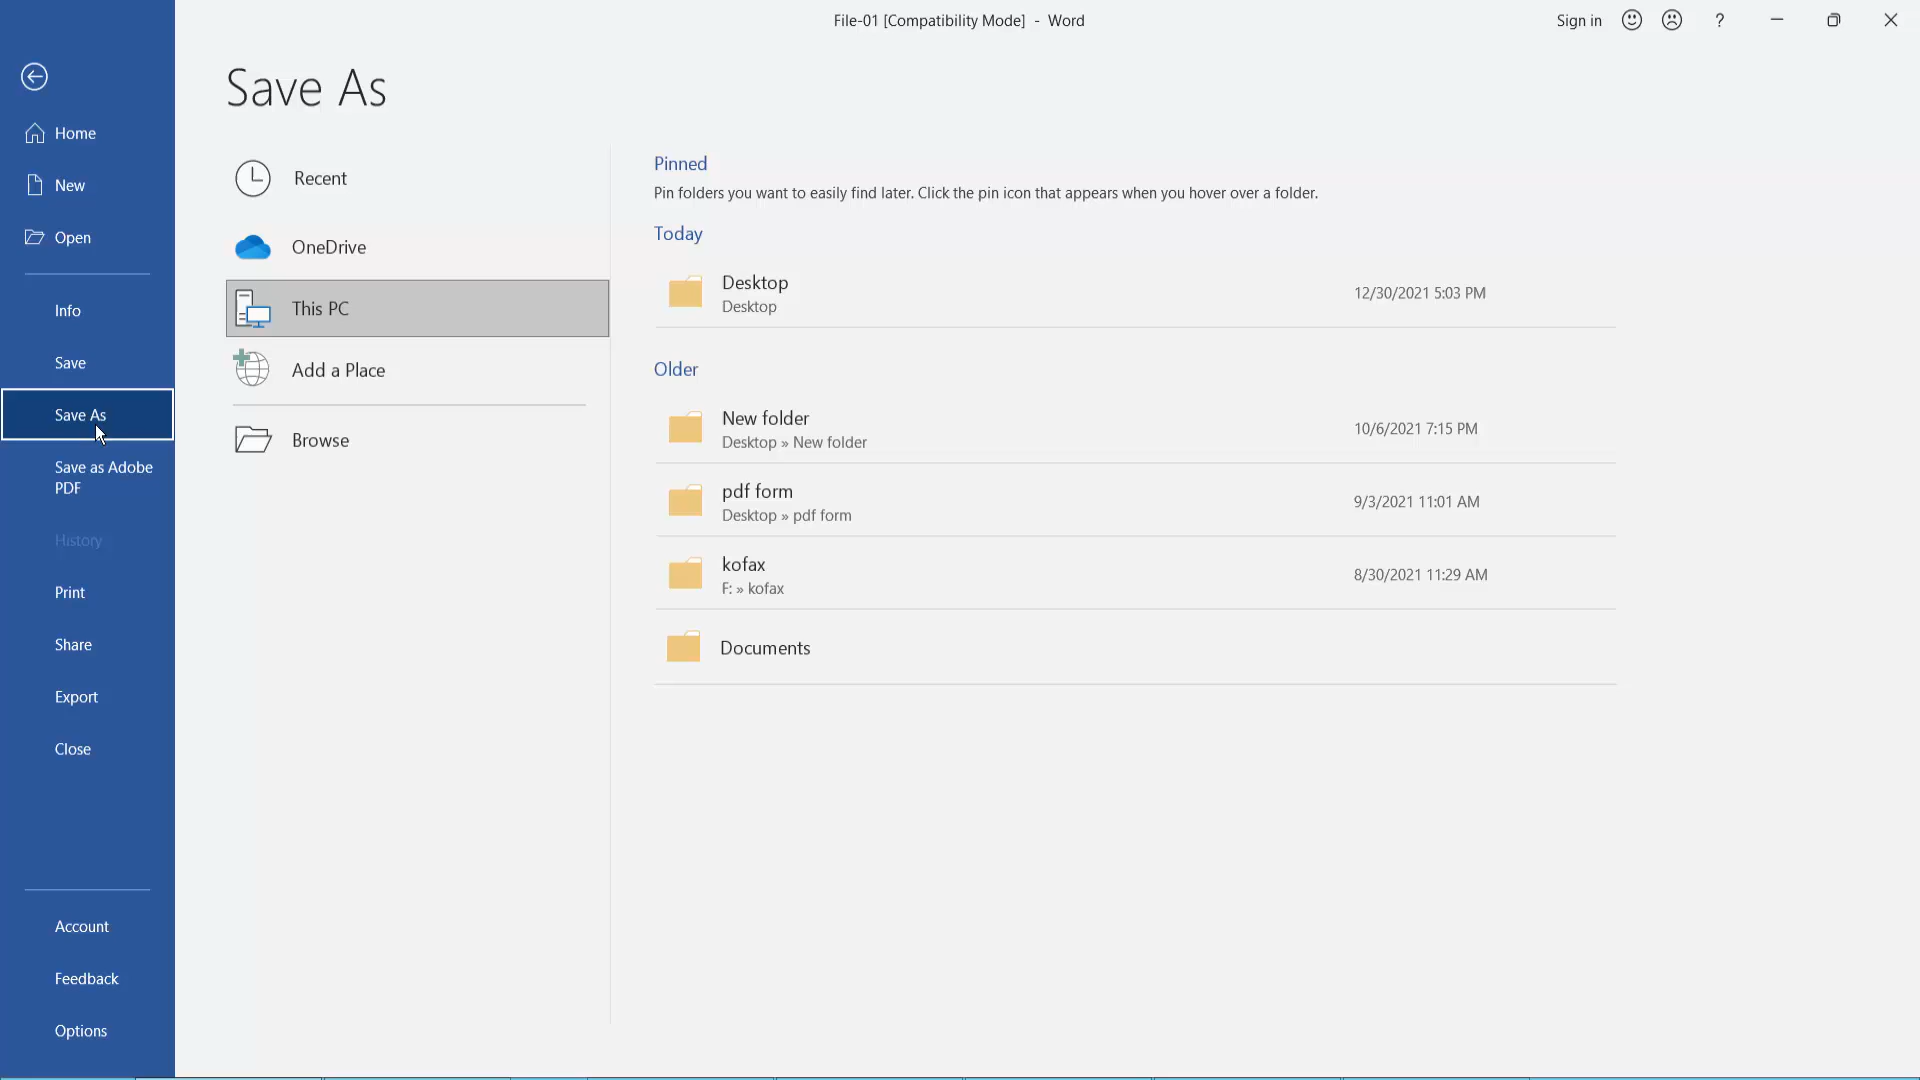 File-01 [Compatibility Mode] - Word
Sign in
?
Save As
Home
New
Open
Info
Save
Save As
Save as Adobe
PDF
History
Print
Share
Export
Close
Account
Feedback
Options
Recent
OneDrive
This PC
Add a Place
Browse
Pinned
Pin folders you want to easily find later. Click the pin icon that appears when you hover over a folder.
Today
Desktop
Desktop
12/30/2021 5:03 PM
Older
New folder
Desktop » New folder
10/6/2021 7:15 PM
pdf form
Desktop » pdf form
9/3/2021 11:01 AM
kofax
F: » kofax
8/30/2021 11:29 AM
Documents